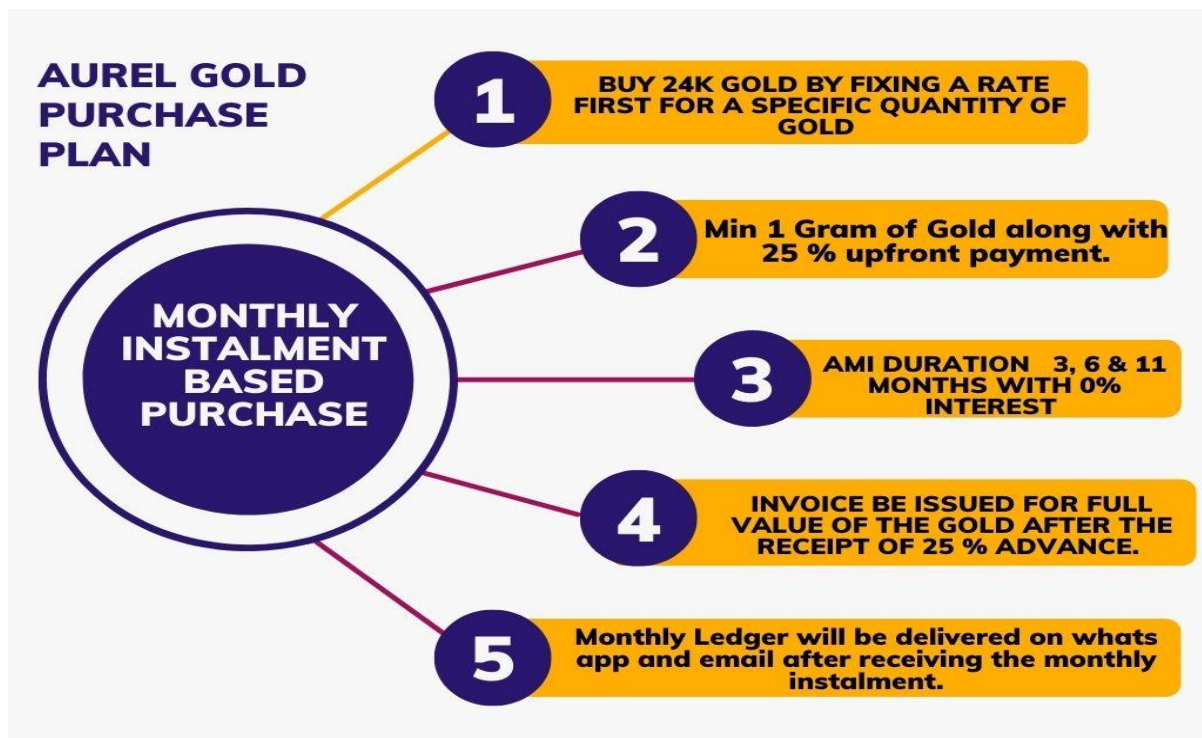 AUREL GOLD
PURCHASE
PLAN
MONTHLY
INSTALMENT
BASED
PURCHASE
1
BUY 24K GOLD BY FIXING A RATE
FIRST FOR A SPECIFIC QUANTITY OF
GOLD
2
Min 1 Gram of Gold along with
25 % upfront payment.
3
AMI DURATION 3, 6 & 11
MONTHS WITH 0%
INTEREST
4
INVOICE BE ISSUED FOR FULL
VALUE OF THE GOLD AFTER THE
RECEIPT OF 25 % ADVANCE.
5
Monthly Ledger will be delivered on whats
app and email after receiving the monthly
instalment.